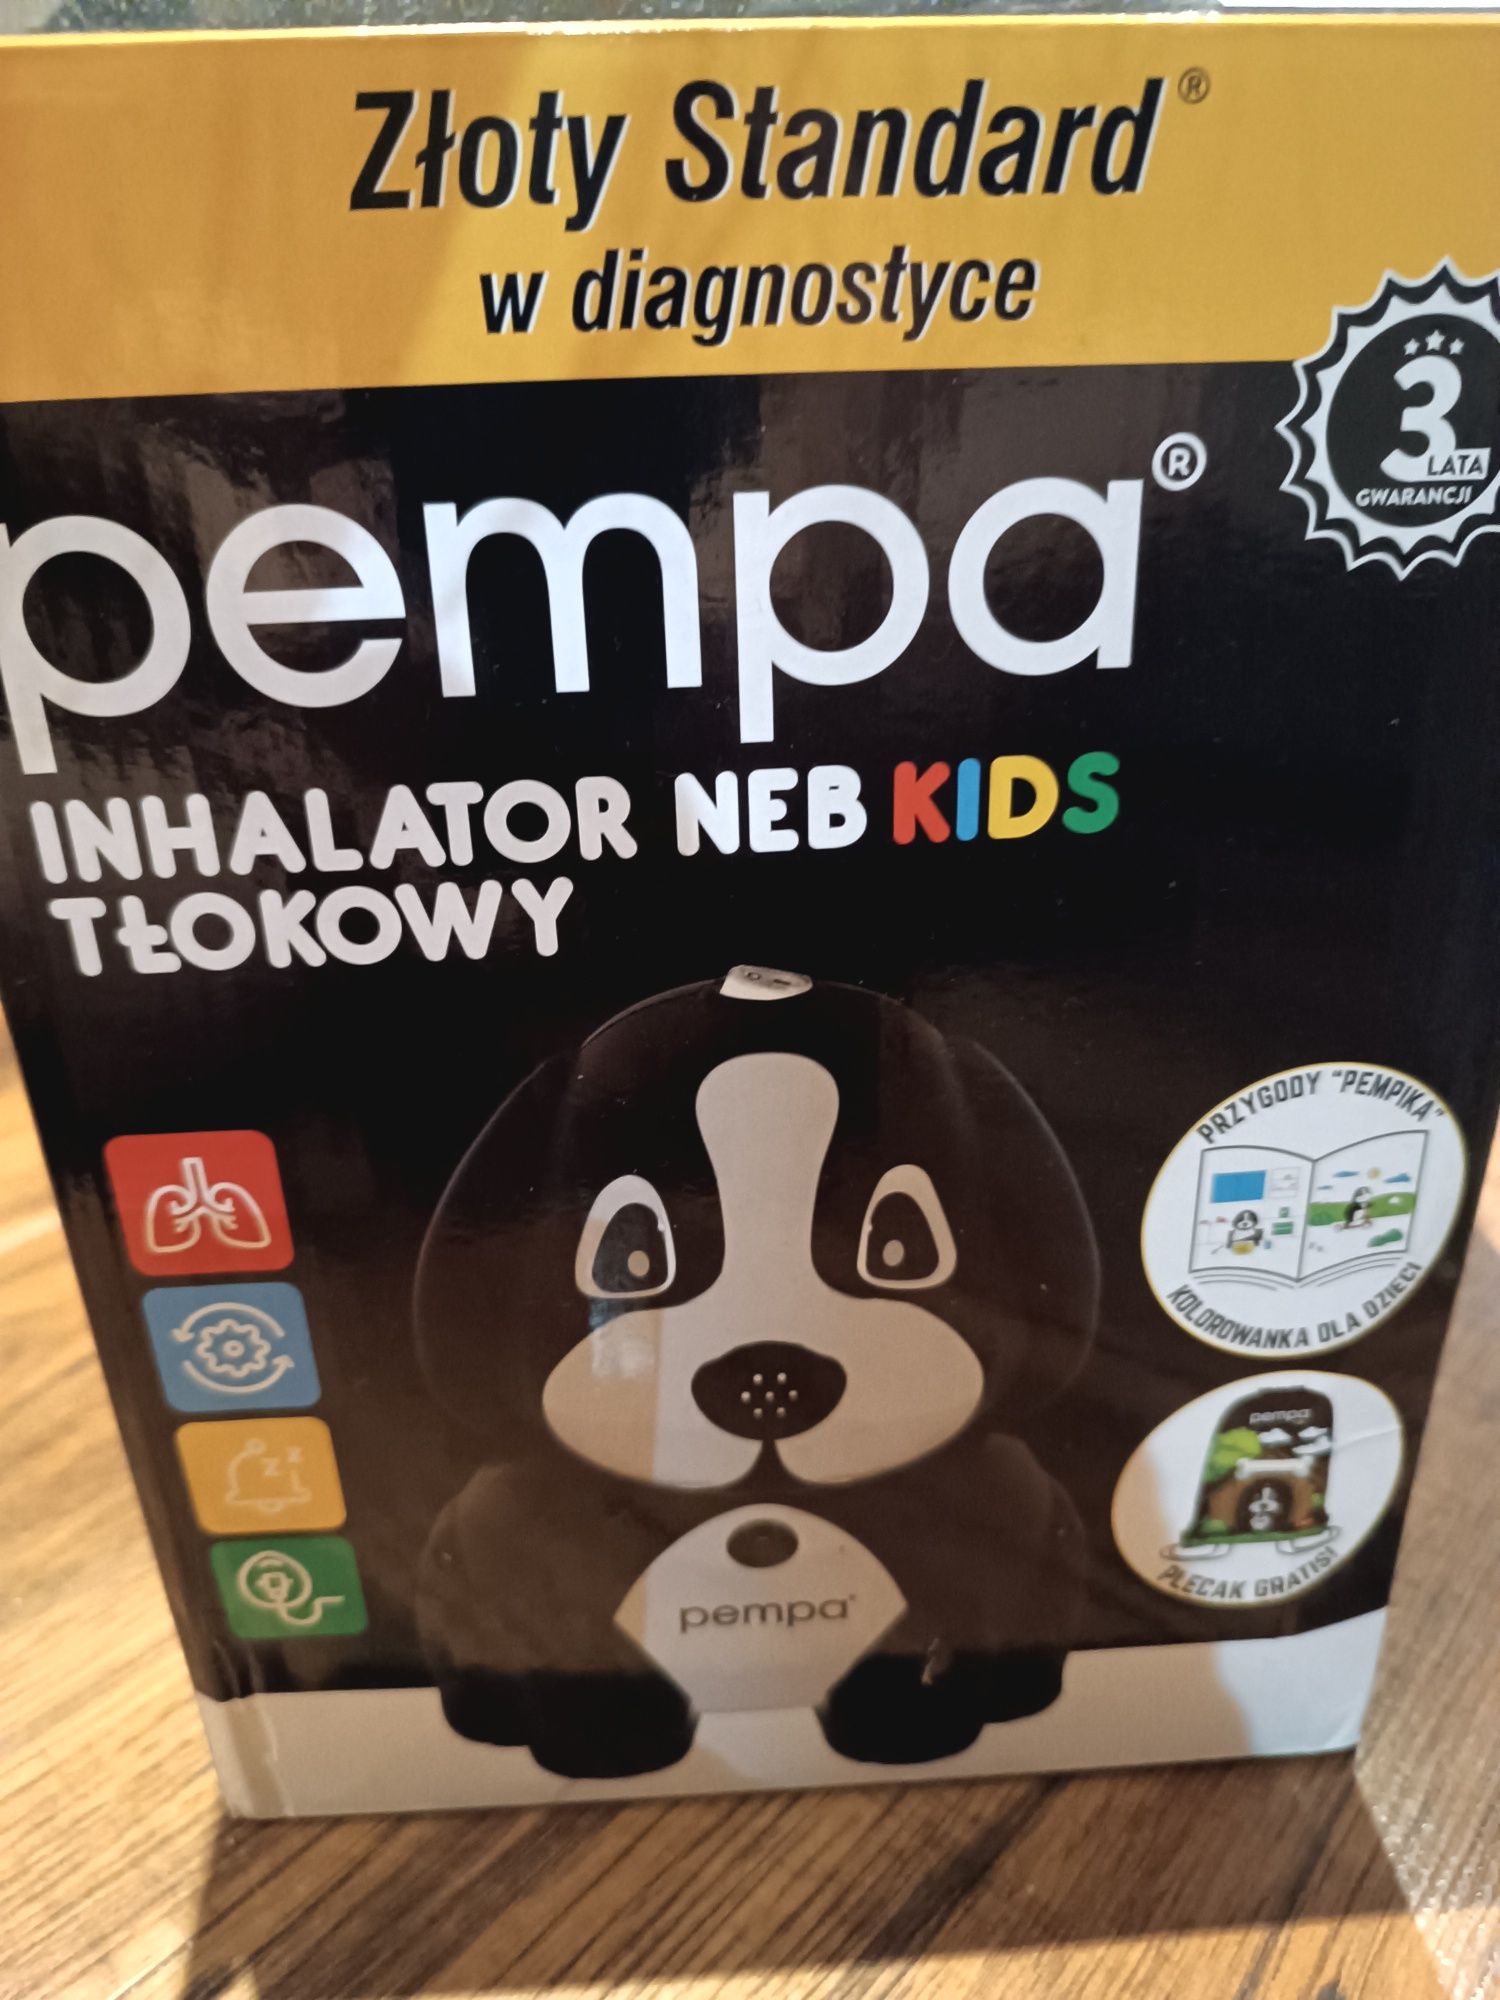 Złoty Standard®
w diagnostyce
3
LATA
GWARANCJI
pempa®
INHALATOR NEB KIDS
TŁOKOWY
PRZYGODY "PEMPIKA"
KOLOROWANKA DLA DZIECI
z z
pempa
PLECAK GRATIS!
pempa®